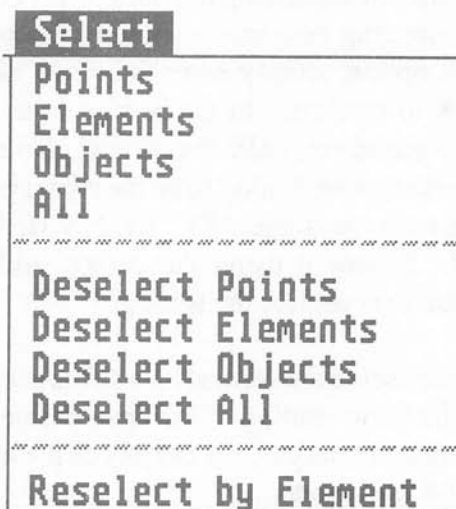 Select
Points
Elements
Objects
All
Deselect Points
Deselect Elements
Deselect Objects
Deselect All
Reselect by Element